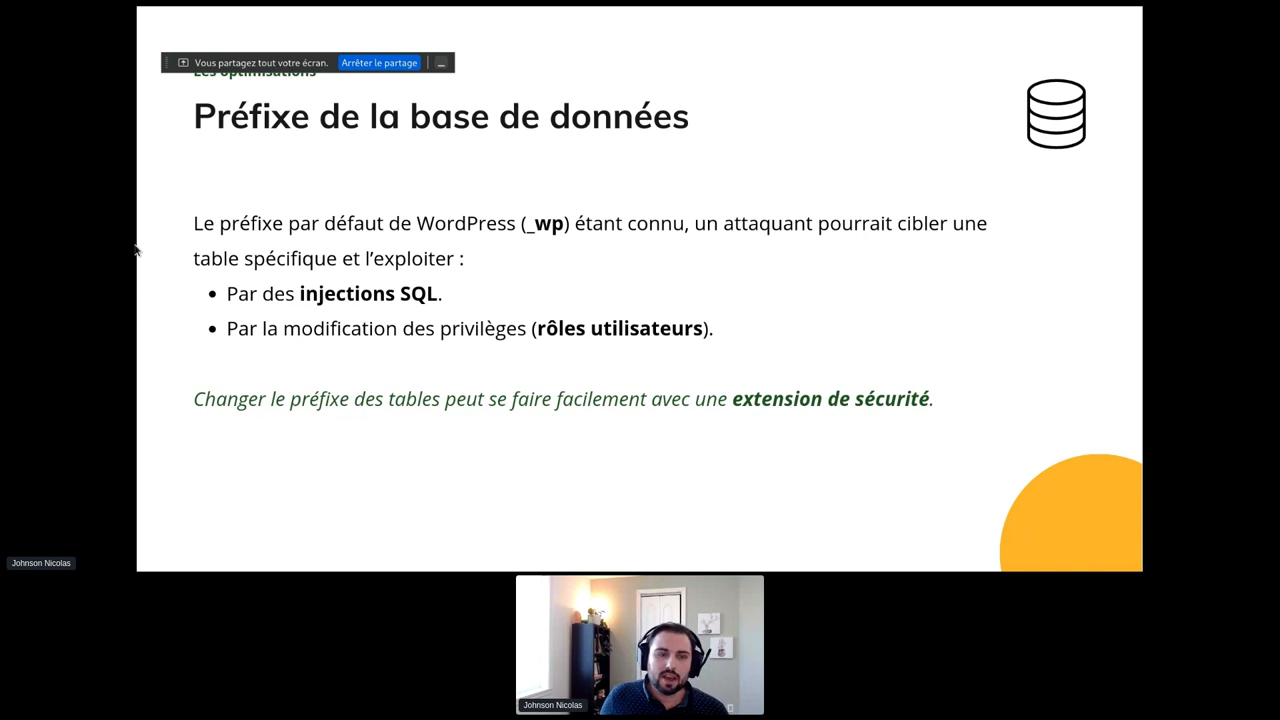 Vous partagez tout votre écran. Arrêter le partage
Les optimisations
Préfixe de la base de données
Le préfixe par défaut de WordPress (_wp) étant connu, un attaquant pourrait cibler une
table spécifique et l’exploiter :
• Par des injections SQL.
• Par la modification des privilèges (rôles utilisateurs).
Changer le préfixe des tables peut se faire facilement avec une extension de sécurité.
Johnson Nicolas
Johnson Nicolas